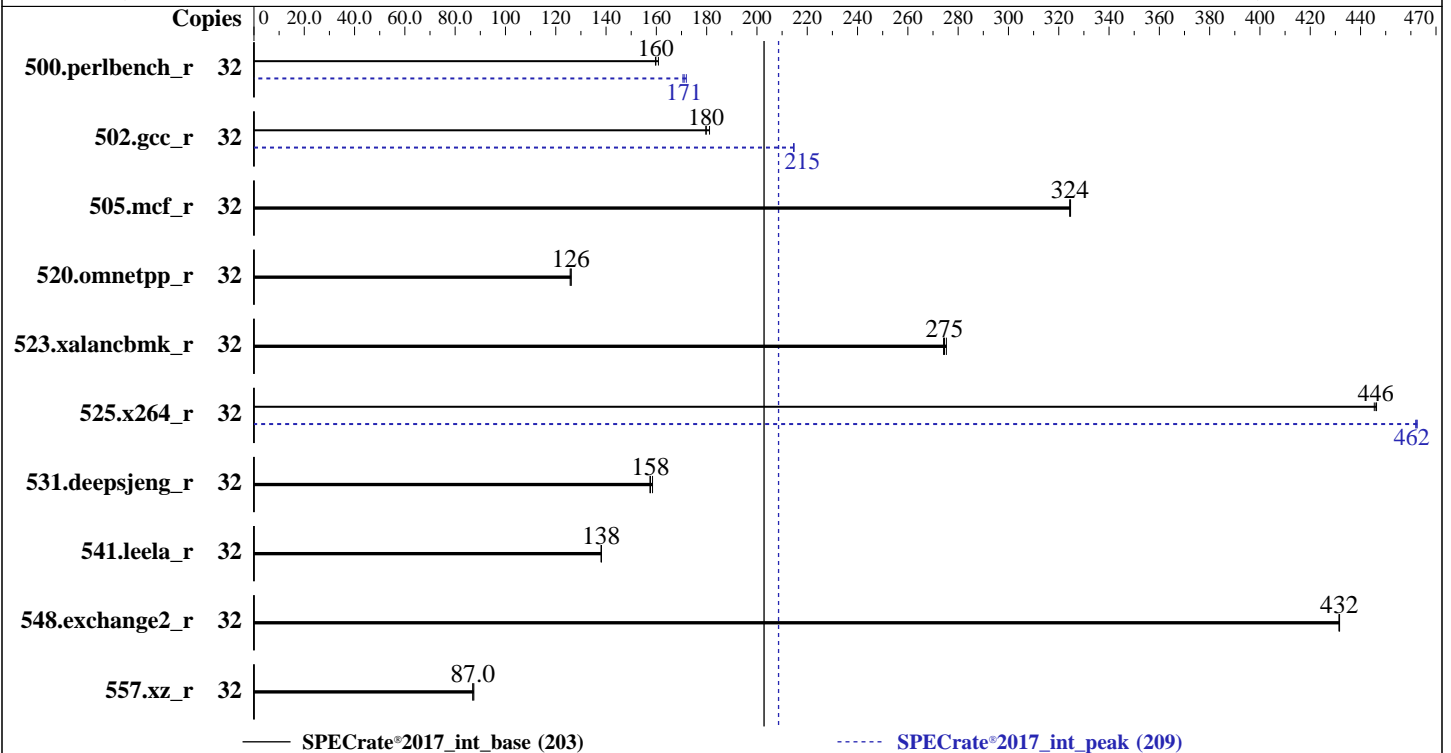 Copies 0 20.0 40.0 60.0 80.0 100 120 140 160 180 200 220 240 260 280 300 320 340 360 380 400 420 440 470
500.perlbench_r 32 160
171
502.gcc_r 32 180
215
505.mcf_r 32 324
520.omnetpp_r 32 126
523.xalancbmk_r 32 275
525.x264_r 32 446
462
531.deepsjeng_r 32 158
541.leela_r 32 138
548.exchange2_r 32 432
557.xz_r 32 87.0
SPECrate®2017_int_base (203) SPECrate®2017_int_peak (209)